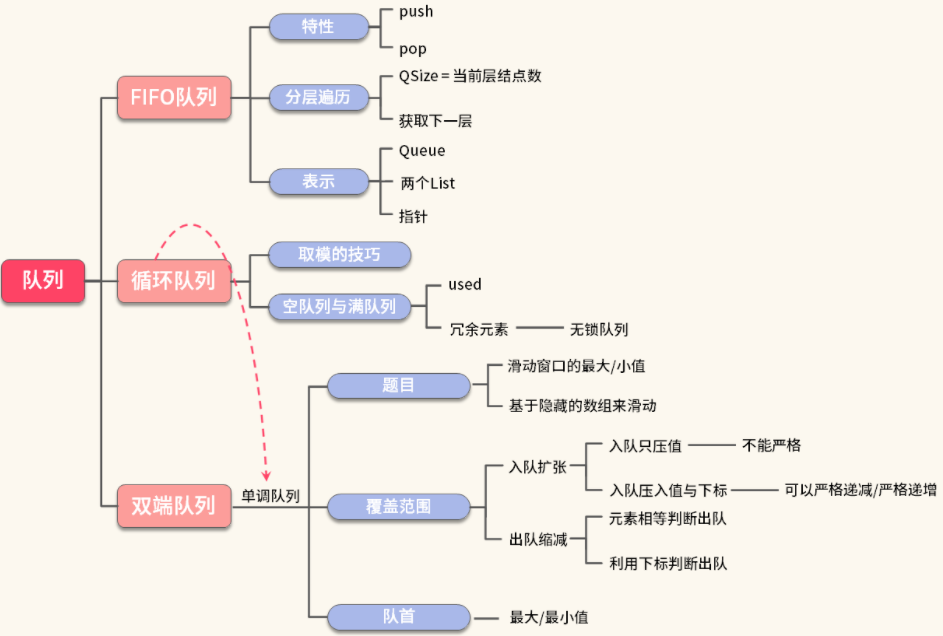 队列
FIFO队列
特性
push
pop
分层遍历
QSize = 当前层结点数
获取下一层
表示
Queue
两个List
指针
循环队列
取模的技巧
空队列与满队列
used
冗余元素
无锁队列
双端队列
单调队列
题目
滑动窗口的最大/小值
基于隐藏的数组来滑动
覆盖范围
入队扩张
入队只压值
不能严格
入队压入值与下标
可以严格递减/严格递增
出队缩减
元素相等判断出队
利用下标判断出队
队首
最大/最小值